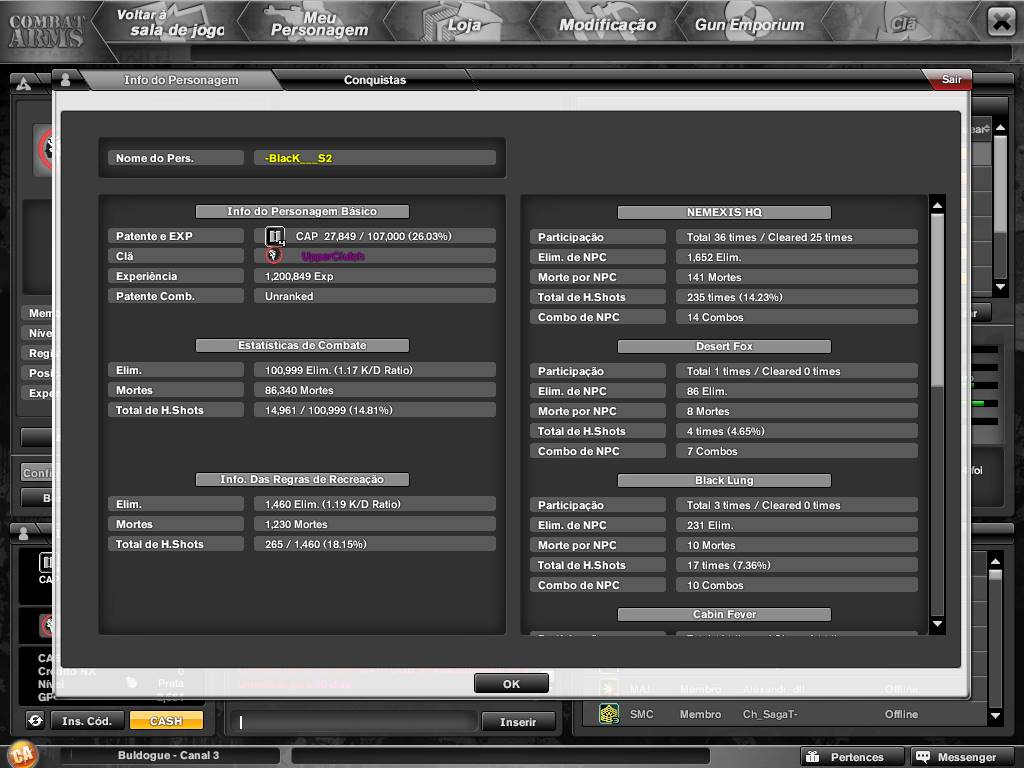 COMBAT ARMS
Voltar à sala de jogo
Meu Personagem
Loja
Modificação
Gun Emporium
Clã
Info do Personagem
Conquistas
Sair
Nome do Pers. -BlacK___S2
Info do Personagem Básico
Patente e EXP CAP 27,849 / 107,000 (26.03%)
Clã UpperClutch
Experiência 1,200,849 Exp
Patente Comb. Unranked
Estatísticas de Combate
Elim. 100,999 Elim. (1.17 K/D Ratio)
Mortes 86,340 Mortes
Total de H.Shots 14,961 / 100,999 (14.81%)
Info. Das Regras de Recreação
Elim. 1,460 Elim. (1.19 K/D Ratio)
Mortes 1,230 Mortes
Total de H.Shots 265 / 1,460 (18.15%)
NEMEXIS HQ
Participação Total 36 times / Cleared 25 times
Elim. de NPC 1,652 Elim.
Morte por NPC 141 Mortes
Total de H.Shots 235 times (14.23%)
Combo de NPC 14 Combos
Desert Fox
Participação Total 1 times / Cleared 0 times
Elim. de NPC 86 Elim.
Morte por NPC 8 Mortes
Total de H.Shots 4 times (4.65%)
Combo de NPC 7 Combos
Black Lung
Participação Total 3 times / Cleared 0 times
Elim. de NPC 231 Elim.
Morte por NPC 10 Mortes
Total de H.Shots 17 times (7.36%)
Combo de NPC 10 Combos
Cabin Fever
OK
MAJ Membro Alexandr_dll Offline
SMC Membro Ch_SagaT- Offline
Ins. Cód.
CASH
Inserir
CA
Buldogue - Canal 3
Pertences
Messenger